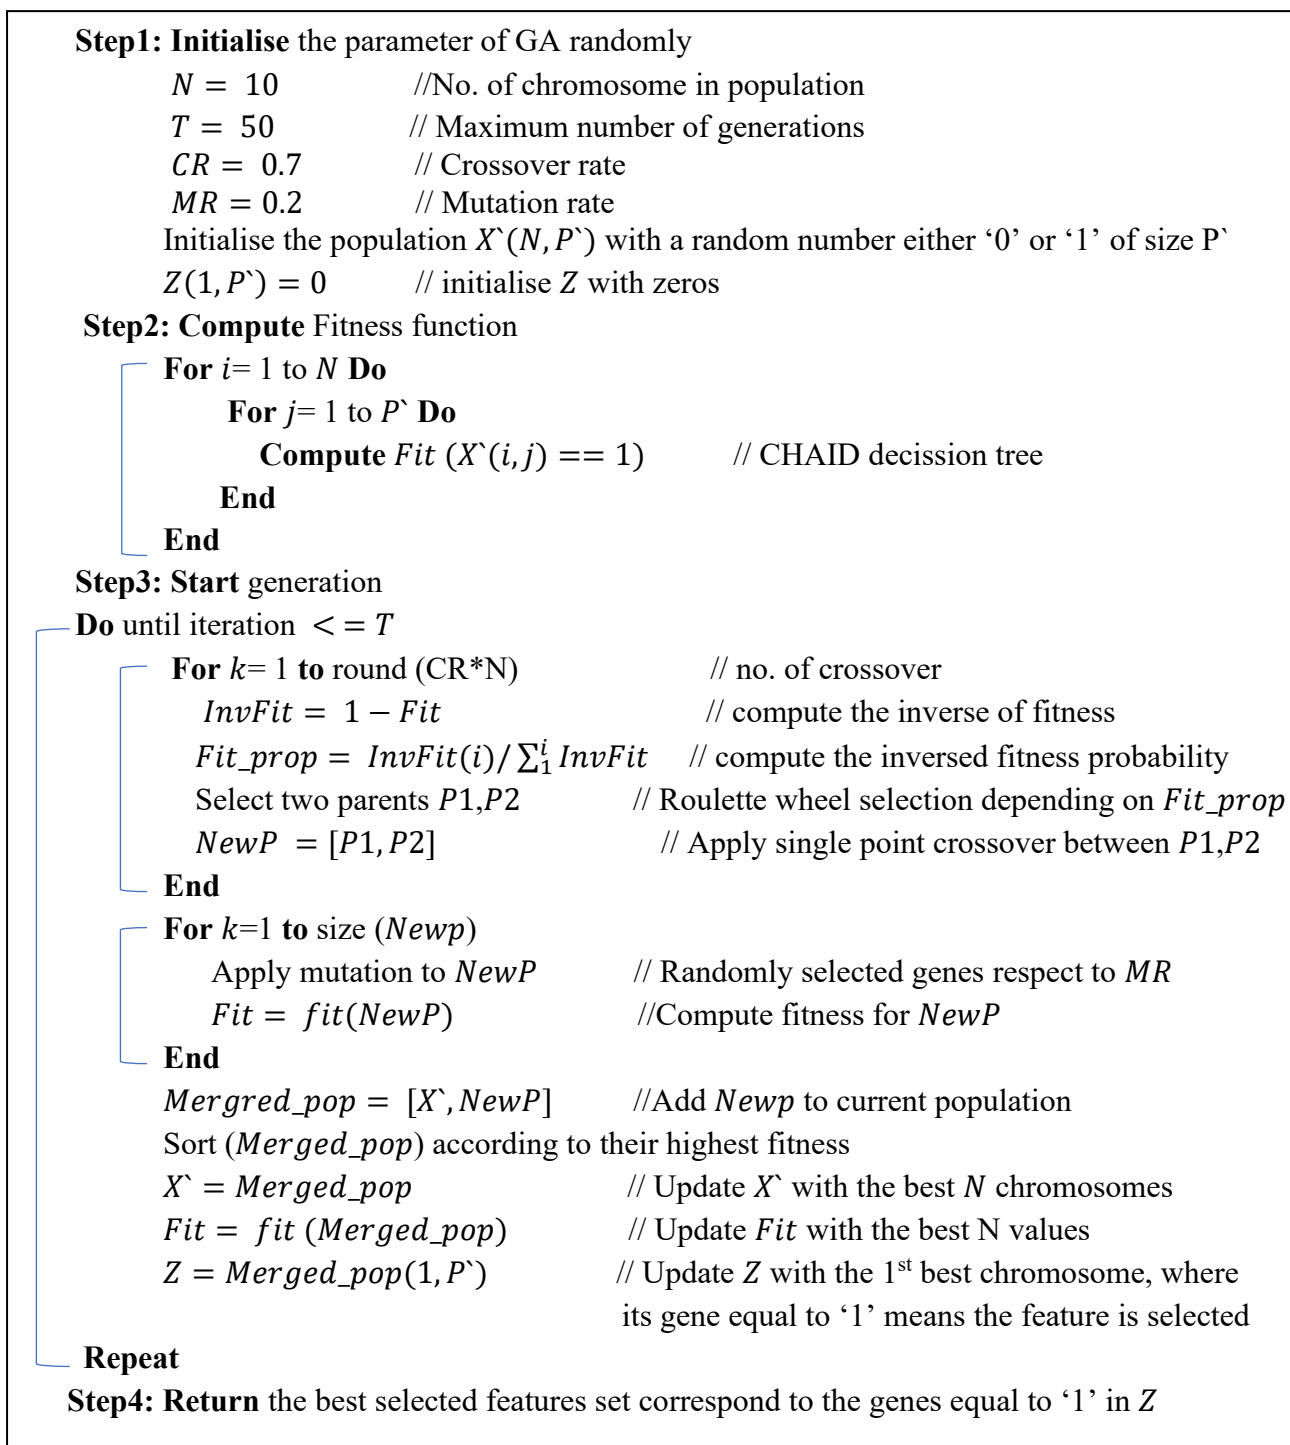 Step1: Initialise the parameter of GA randomly
N = 10 //No. of chromosome in population
T = 50 // Maximum number of generations
CR = 0.7 // Crossover rate
MR = 0.2 // Mutation rate
Initialise the population X`(N, P`) with a random number either ‘0’ or ‘1’ of size P`
Z(1, P`) = 0 // initialise Z with zeros
Step2: Compute Fitness function
For i= 1 to N Do
For j= 1 to P` Do
Compute Fit (X`(i, j) == 1) // CHAID decission tree
End
End
Step3: Start generation
Do until iteration <= T
For k= 1 to round (CR*N) // no. of crossover
InvFit = 1 − Fit // compute the inverse of fitness
Fit_prop = InvFit(i)/ ∑₁ⁱ InvFit // compute the inversed fitness probability
Select two parents P1,P2 // Roulette wheel selection depending on Fit_prop
NewP = [P1, P2] // Apply single point crossover between P1,P2
End
For k=1 to size (Newp)
Apply mutation to NewP // Randomly selected genes respect to MR
Fit = fit(NewP) //Compute fitness for NewP
End
Mergred_pop = [X`, NewP] //Add Newp to current population
Sort (Merged_pop) according to their highest fitness
X` = Merged_pop // Update X` with the best N chromosomes
Fit = fit (Merged_pop) // Update Fit with the best N values
Z = Merged_pop(1, P`) // Update Z with the 1st best chromosome, where
its gene equal to ‘1’ means the feature is selected
Repeat
Step4: Return the best selected features set correspond to the genes equal to ‘1’ in Z